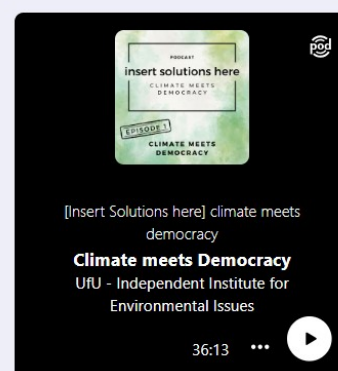 pod
PODCAST
insert solutions here
CLIMATE MEETS
DEMOCRACY
EPISODE 1
CLIMATE MEETS
DEMOCRACY
[Insert Solutions here] climate meets
democracy
Climate meets Democracy
UfU - Independent Institute for
Environmental Issues
36:13